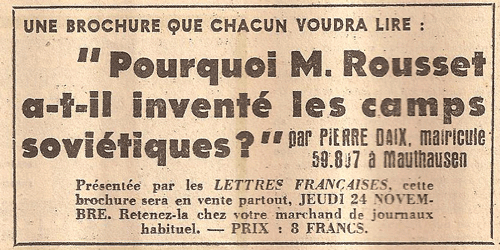 UNE BROCHURE QUE CHACUN VOUDRA LIRE :
"Pourquoi M. Rousset
a-t-il inventé les camps
soviétiques?" par PIERRE DAIX, matricule
59.807 à Mauthausen
Présentée par les LETTRES FRANÇAISES, cette
brochure sera en vente partout, JEUDI 24 NOVEM-
BRE. Retenez-la chez votre marchand de journaux
habituel. — PRIX : 8 FRANCS.